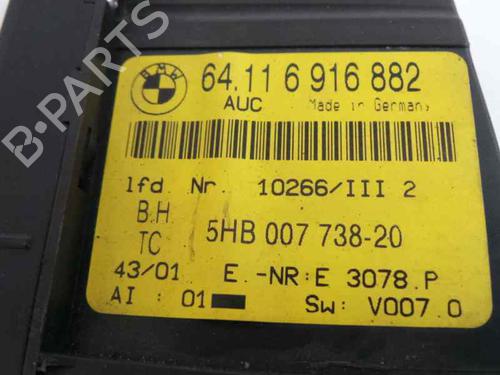 BMW
64.11 6 916 882
AUC Made in Germany
lfd. Nr. 10266/III 2
B.H
TC 5HB 007 738-20
43/01 E.-NR:E 3078.P
AI : 01 SW: V007.0
B-PARTS